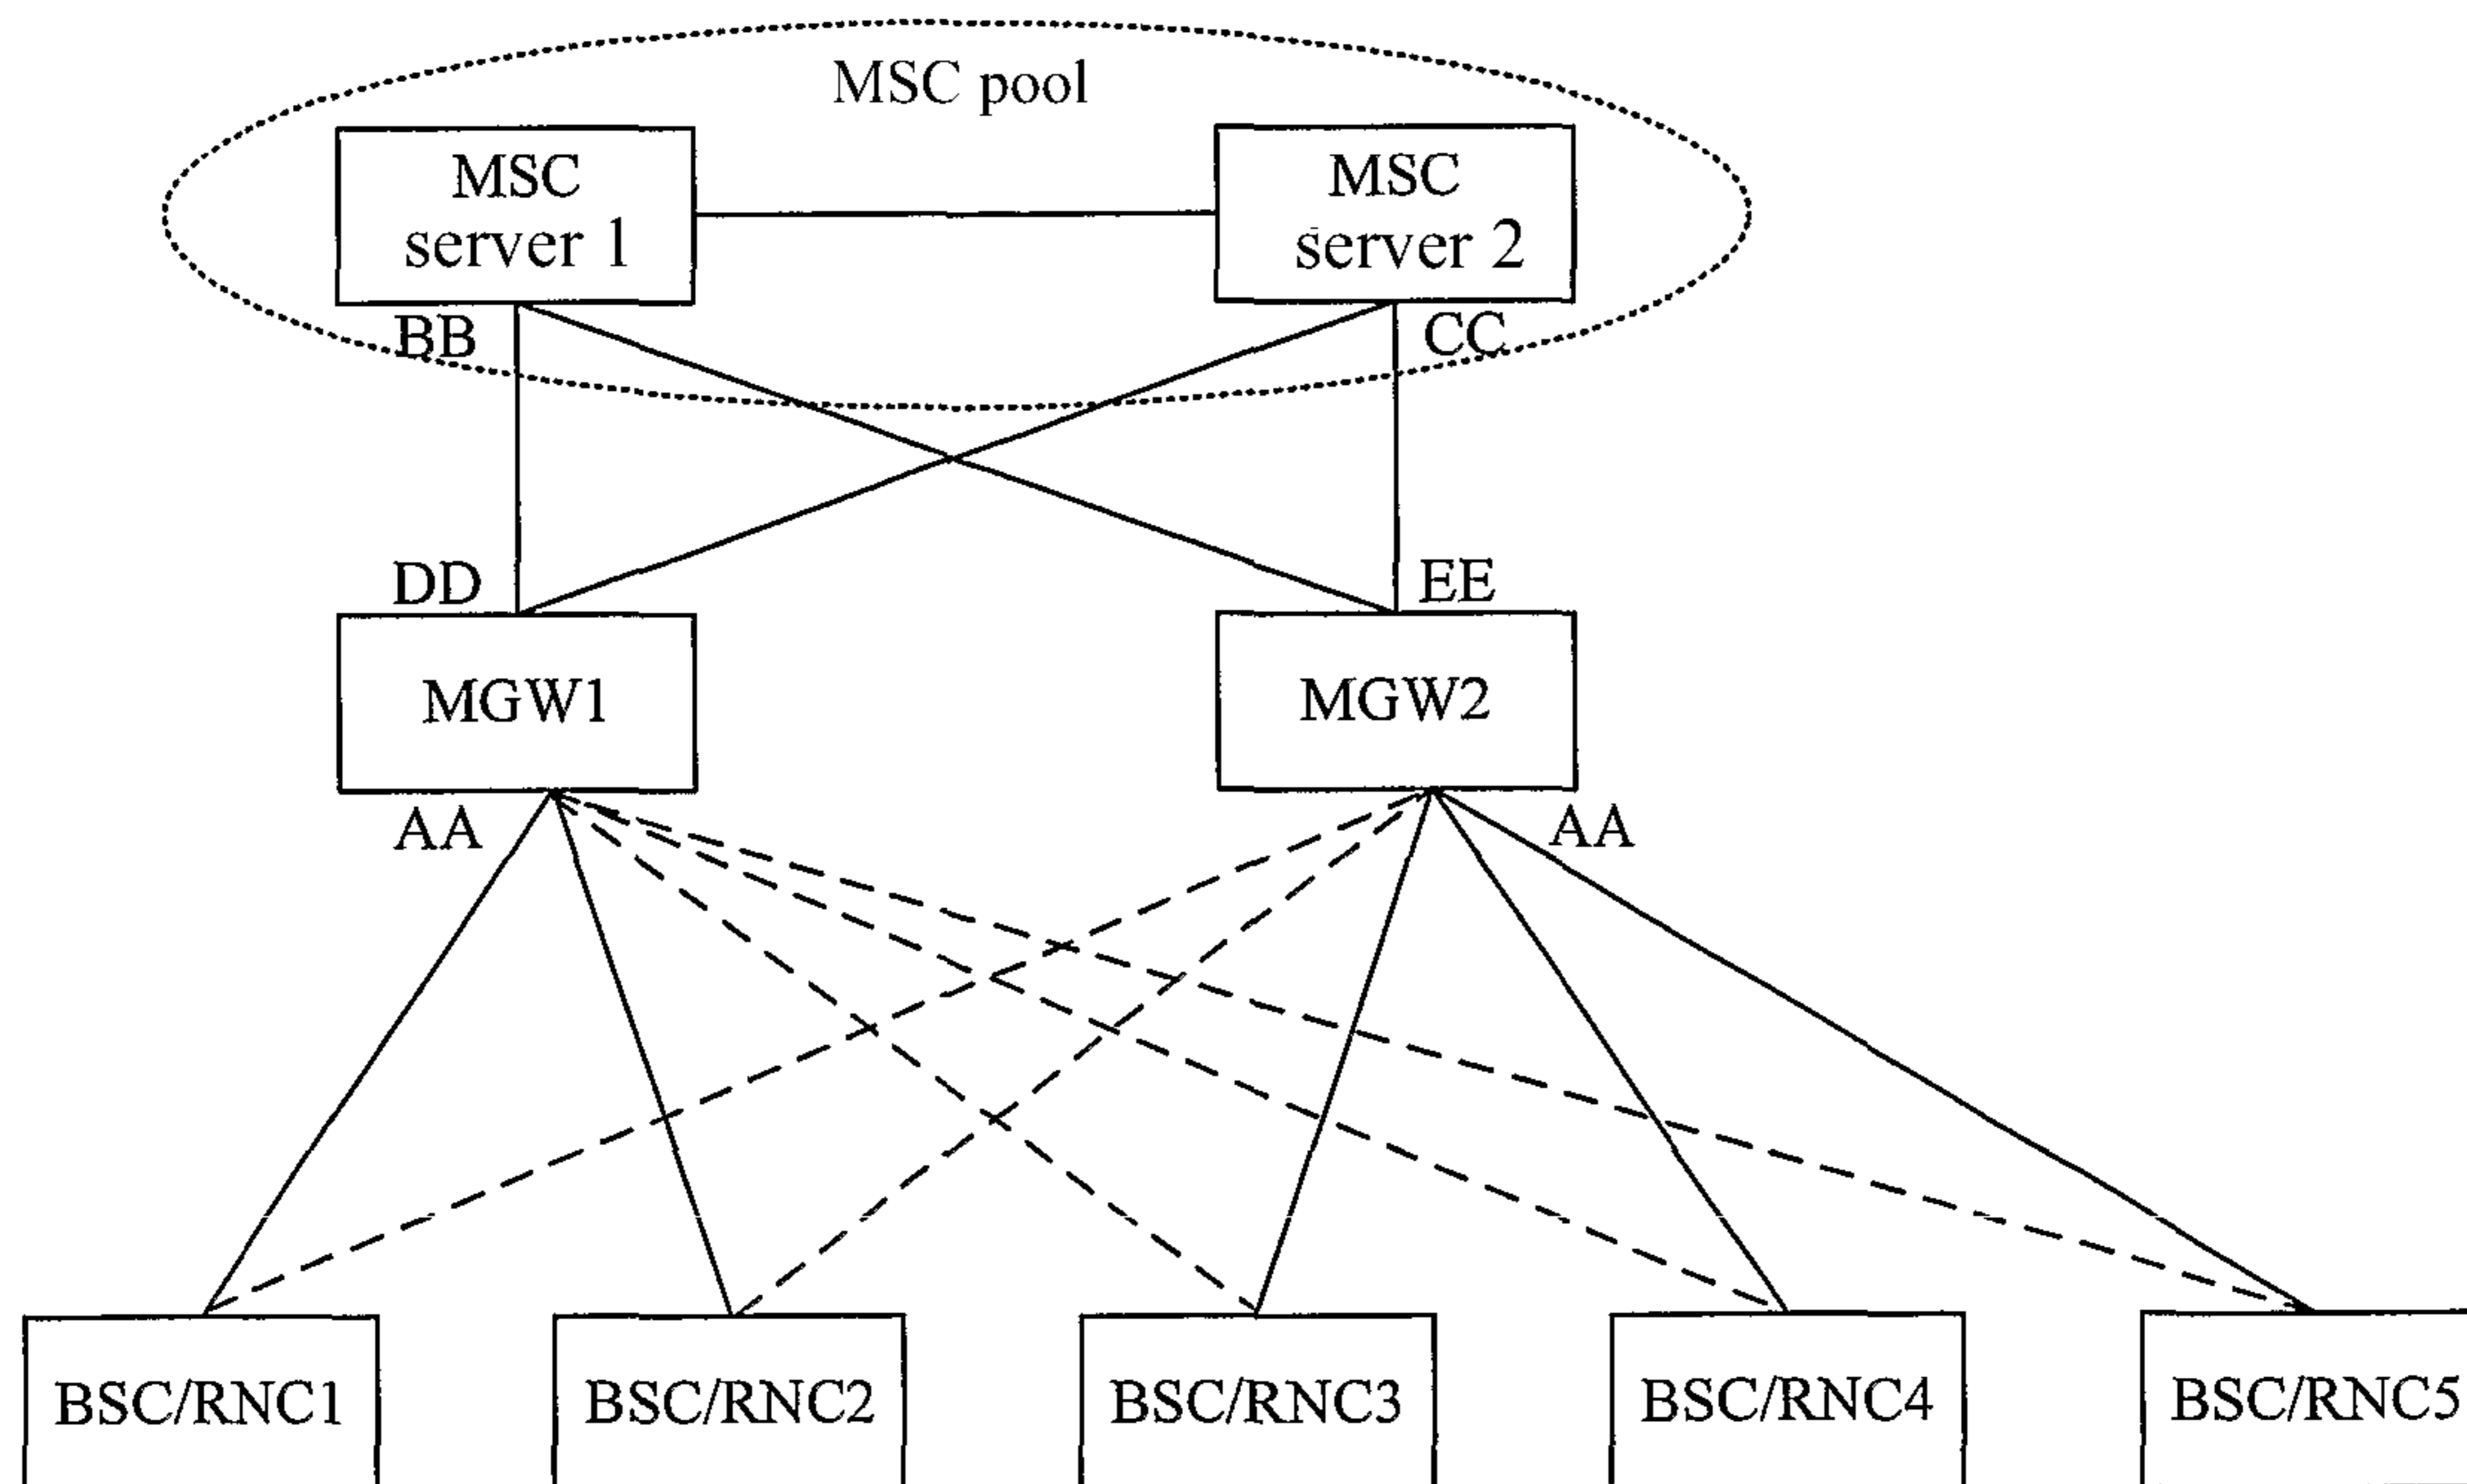 MSC pool
MSC
server 1
MSC
server 2
BB
CC
DD
EE
MGW1
MGW2
AA
AA
BSC/RNC1
BSC/RNC2
BSC/RNC3
BSC/RNC4
BSC/RNC5